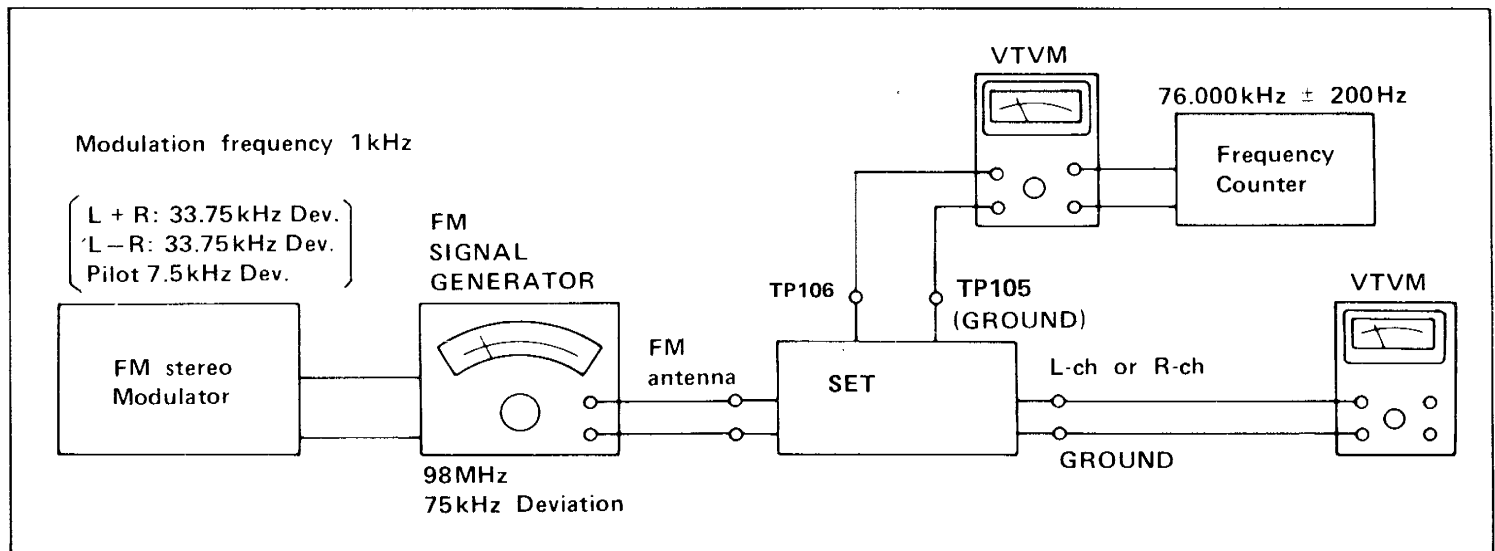 VTVM
76.000kHz ± 200Hz
Modulation frequency 1kHz
Frequency
Counter
L + R: 33.75kHz Dev.
L – R: 33.75kHz Dev.
Pilot 7.5kHz Dev.
FM
SIGNAL
GENERATOR
TP106
TP105
(GROUND)
VTVM
FM stereo
Modulator
FM
antenna
SET
L-ch or R-ch
GROUND
98MHz
75kHz Deviation